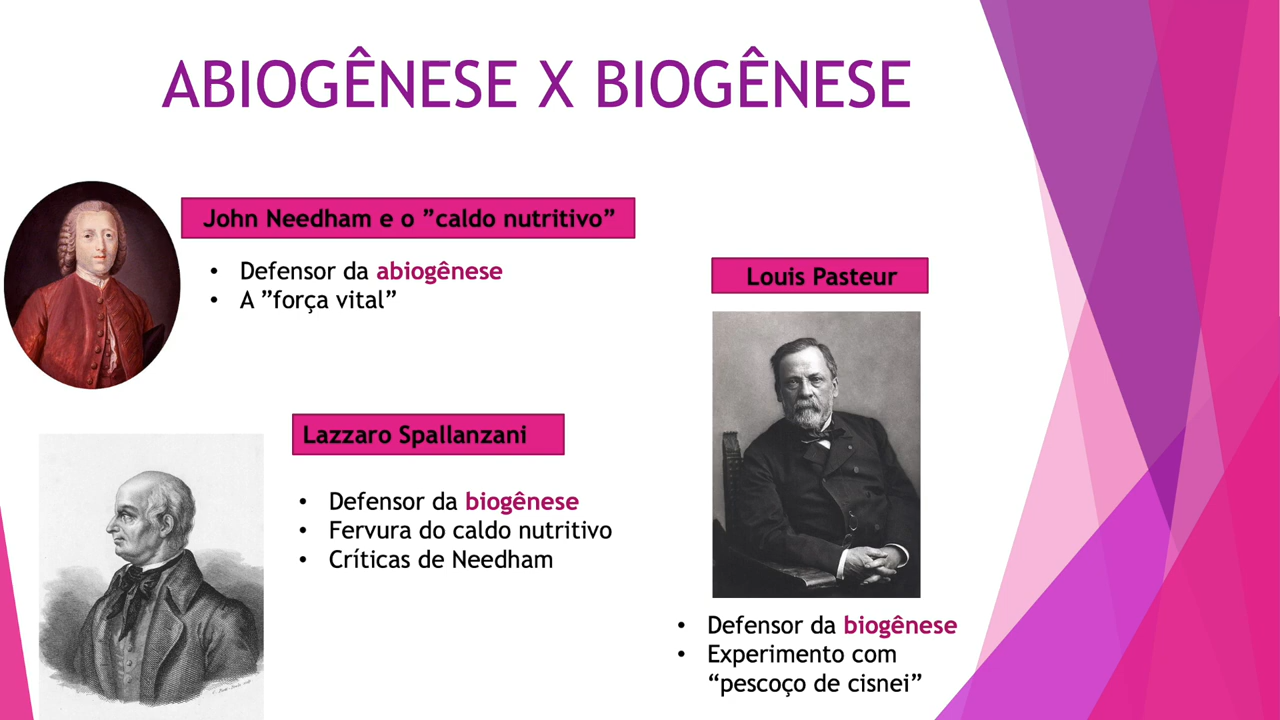 ABIOGÊNESE X BIOGÊNESE
John Needham e o ”caldo nutritivo”
• Defensor da abiogênese
• A ”força vital”
Lazzaro Spallanzani
• Defensor da biogênese
• Fervura do caldo nutritivo
• Críticas de Needham
Louis Pasteur
• Defensor da biogênese
• Experimento com
“pescoço de cisnei”